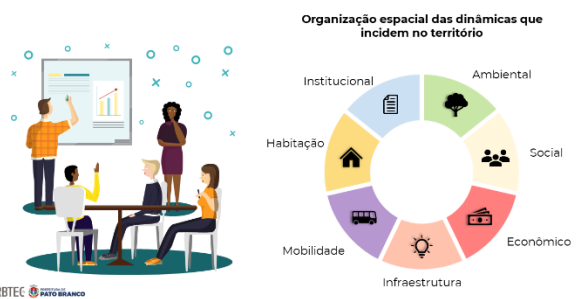 Organização espacial das dinâmicas que
incidem no território
Institucional
Ambiental
Habitação
Social
Mobilidade
Econômico
Infraestrutura
PATO BRANCO